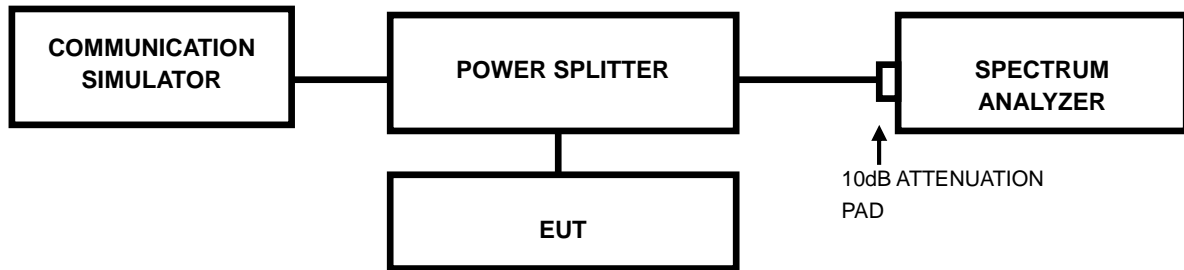 COMMUNICATION
SIMULATOR
POWER SPLITTER
SPECTRUM
ANALYZER
10dB ATTENUATION
PAD
EUT